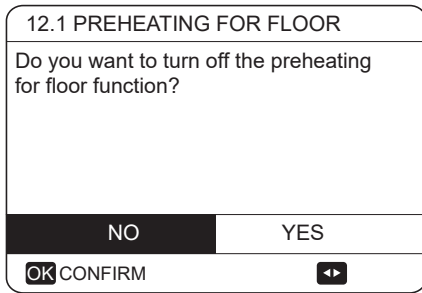 12.1 PREHEATING FOR FLOOR
Do you want to turn off the preheating
for floor function?
NO YES
OK CONFIRM